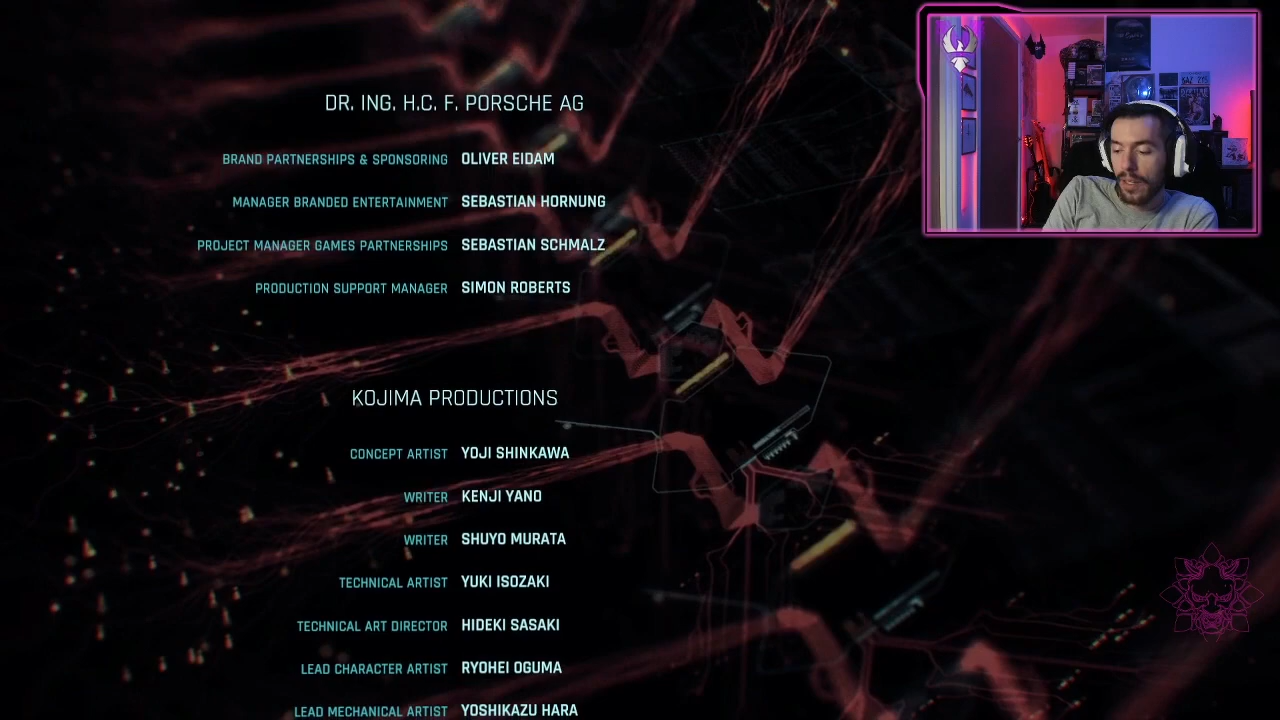 DR. ING. H.C. F. PORSCHE AG
BRAND PARTNERSHIPS & SPONSORING OLIVER EIDAM
MANAGER BRANDED ENTERTAINMENT SEBASTIAN HORNUNG
PROJECT MANAGER GAMES PARTNERSHIPS SEBASTIAN SCHMALZ
PRODUCTION SUPPORT MANAGER SIMON ROBERTS
KOJIMA PRODUCTIONS
CONCEPT ARTIST YOJI SHINKAWA
WRITER KENJI YANO
WRITER SHUYO MURATA
TECHNICAL ARTIST YUKI ISOZAKI
TECHNICAL ART DIRECTOR HIDEKI SASAKI
LEAD CHARACTER ARTIST RYOHEI OGUMA
LEAD MECHANICAL ARTIST YOSHIKAZU HARA